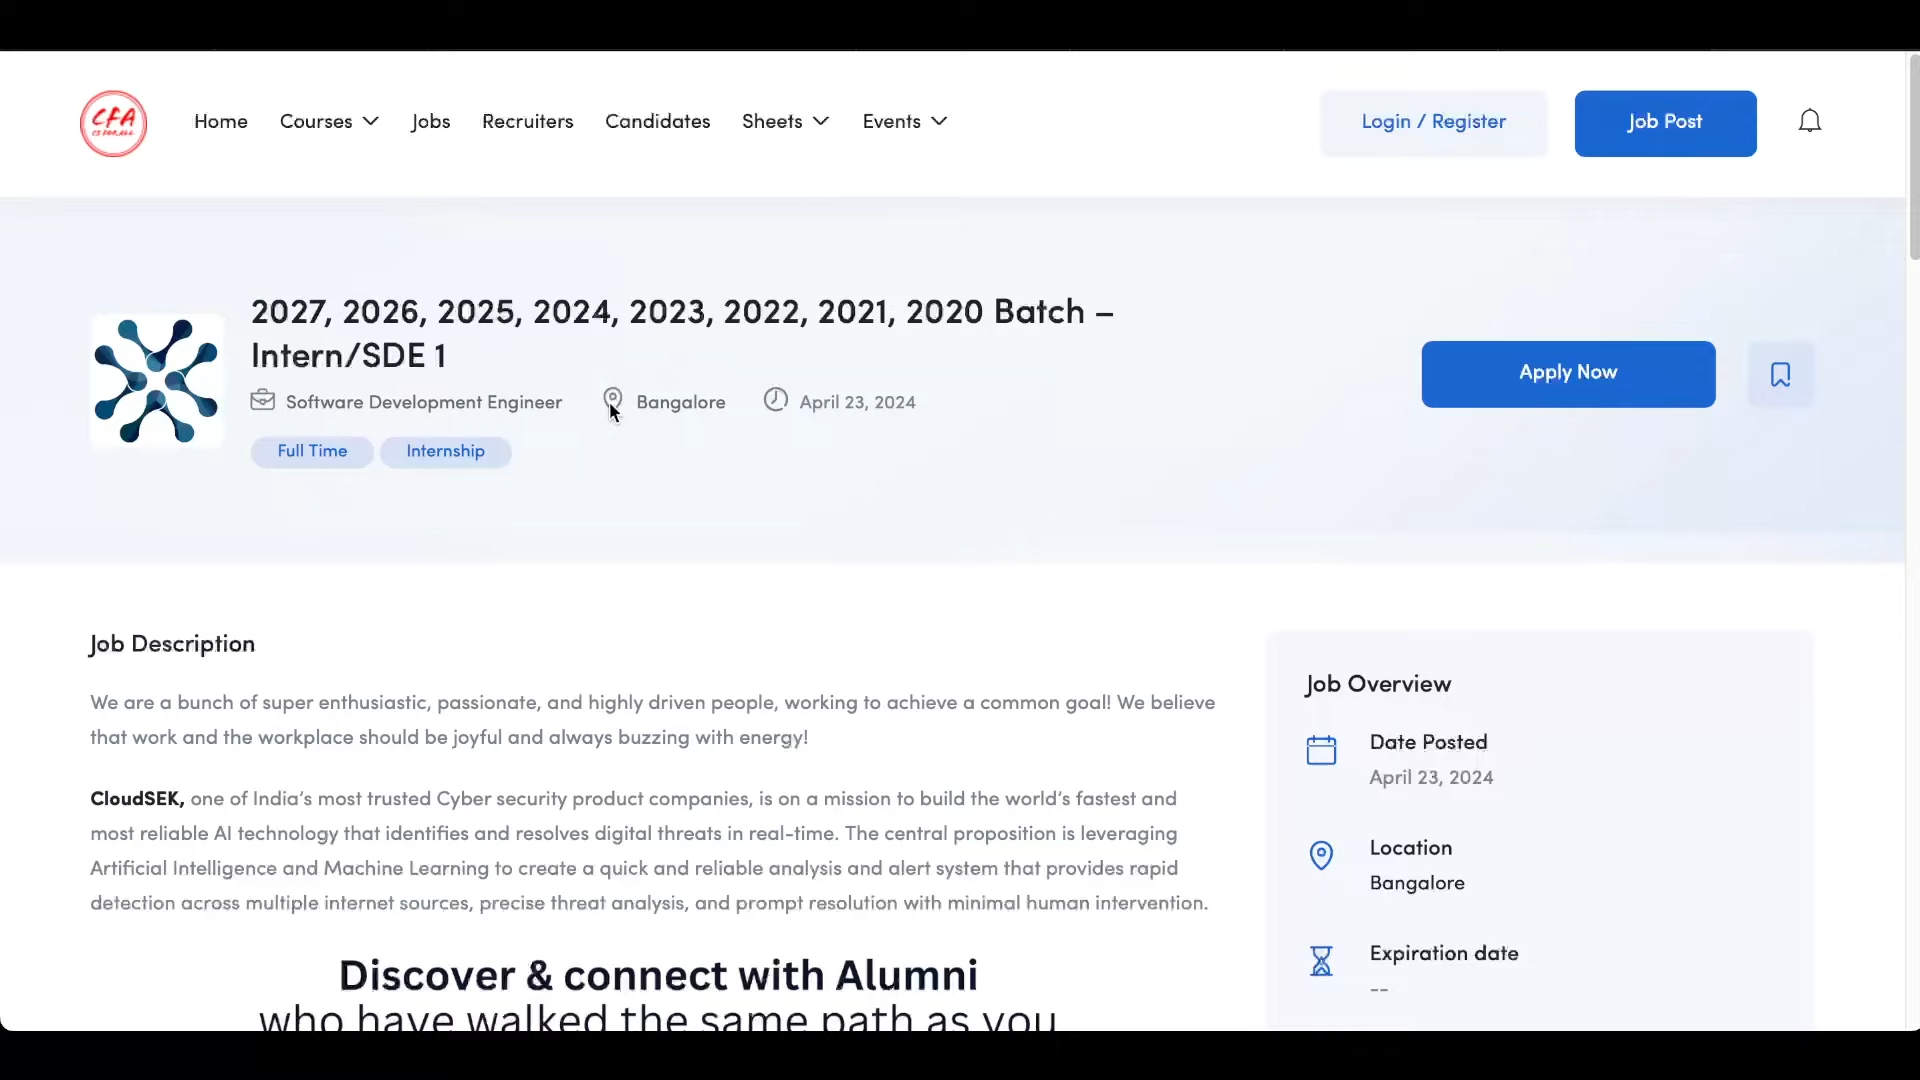 CFA
CS FOR ALL
Home Courses Jobs Recruiters Candidates Sheets Events Login / Register Job Post
2027, 2026, 2025, 2024, 2023, 2022, 2021, 2020 Batch –
Intern/SDE 1
Software Development Engineer Bangalore April 23, 2024
Apply Now
Full Time Internship
Job Description
We are a bunch of super enthusiastic, passionate, and highly driven people, working to achieve a common goal! We believe
that work and the workplace should be joyful and always buzzing with energy!
CloudSEK, one of India's most trusted Cyber security product companies, is on a mission to build the world's fastest and
most reliable AI technology that identifies and resolves digital threats in real-time. The central proposition is leveraging
Artificial Intelligence and Machine Learning to create a quick and reliable analysis and alert system that provides rapid
detection across multiple internet sources, precise threat analysis, and prompt resolution with minimal human intervention.
Discover & connect with Alumni
who have walked the same path as you
Job Overview
Date Posted
April 23, 2024
Location
Bangalore
Expiration date
--